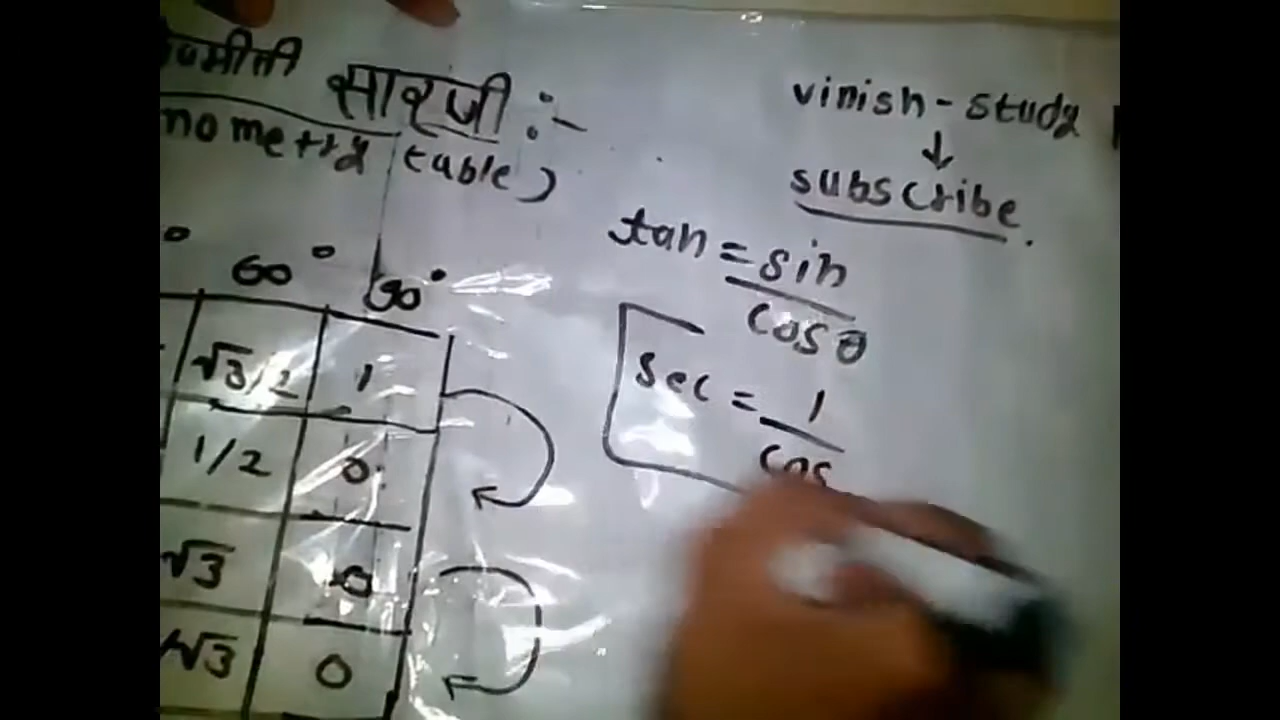 सारणी :-
nometry table)
60° 90°
√3/2 1
1/2 0
√3 0
/√3 0
vinish - study
↓
subscribe.
tan = sin
cos θ
sec = 1
cos